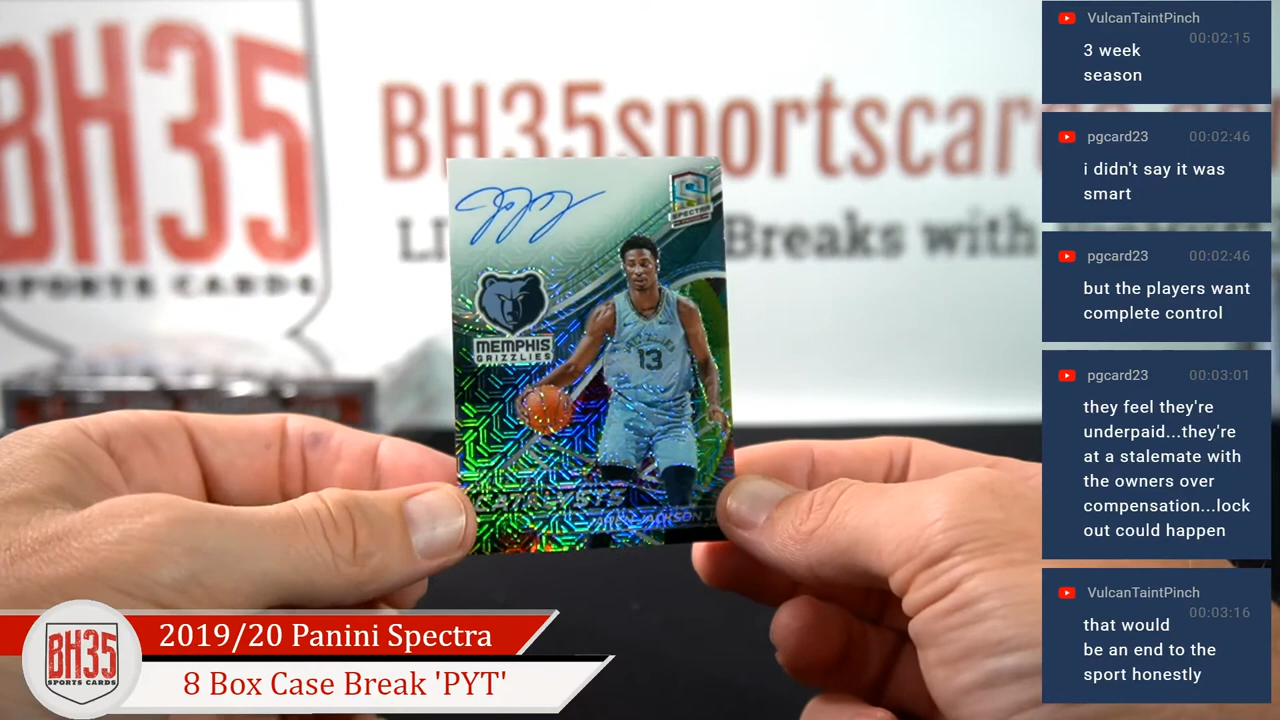 BH35
SPORTS CARDS
BH35sportscar
LI
Breaks with
SPECTRA
MEMPHIS
GRIZZLIES
13
CATALYSTS
JACKSON
BH35
SPORTS CARDS
2019/20 Panini Spectra
8 Box Case Break 'PYT'
VulcanTaintPinch
00:02:15
3 week
season
pgcard23 00:02:46
i didn't say it was
smart
pgcard23 00:02:46
but the players want
complete control
pgcard23 00:03:01
they feel they're
underpaid...they're
at a stalemate with
the owners over
compensation...lock
out could happen
VulcanTaintPinch
00:03:16
that would
be an end to the
sport honestly